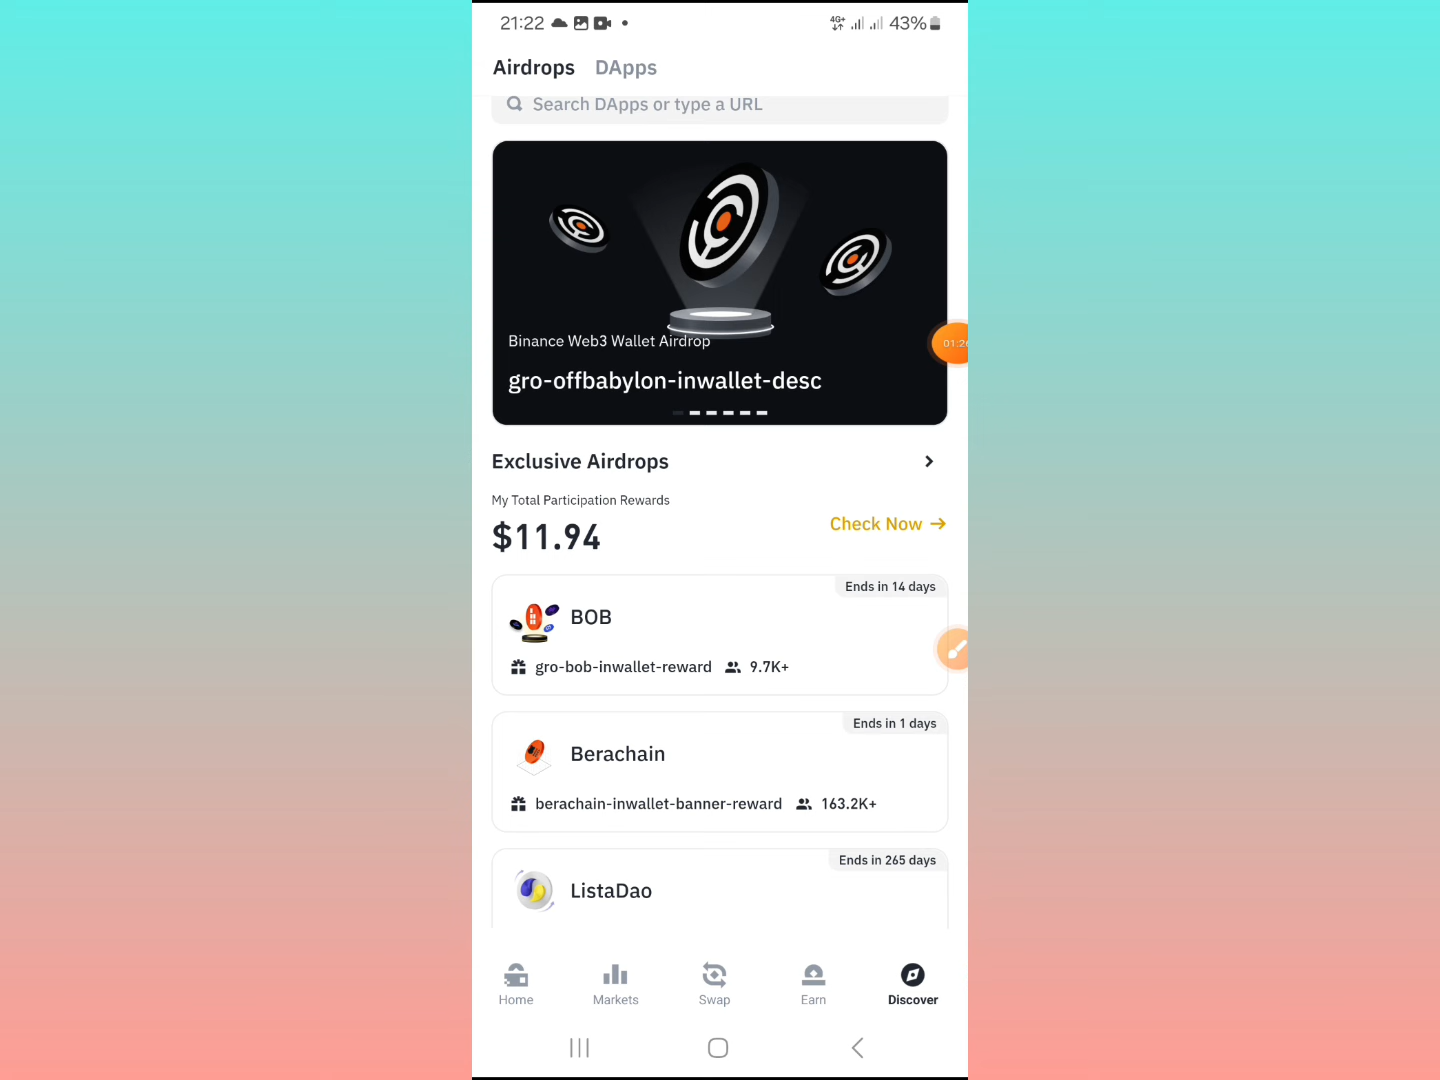 21:22
4G+
43%
Airdrops DApps
Search DApps or type a URL
Binance Web3 Wallet Airdrop
gro-offbabylon-inwallet-desc
01:26
Exclusive Airdrops
My Total Participation Rewards
$11.94
Check Now
Ends in 14 days
BOB
gro-bob-inwallet-reward 9.7K+
Ends in 1 days
Berachain
berachain-inwallet-banner-reward 163.2K+
Ends in 265 days
ListaDao
Home Markets Swap Earn Discover